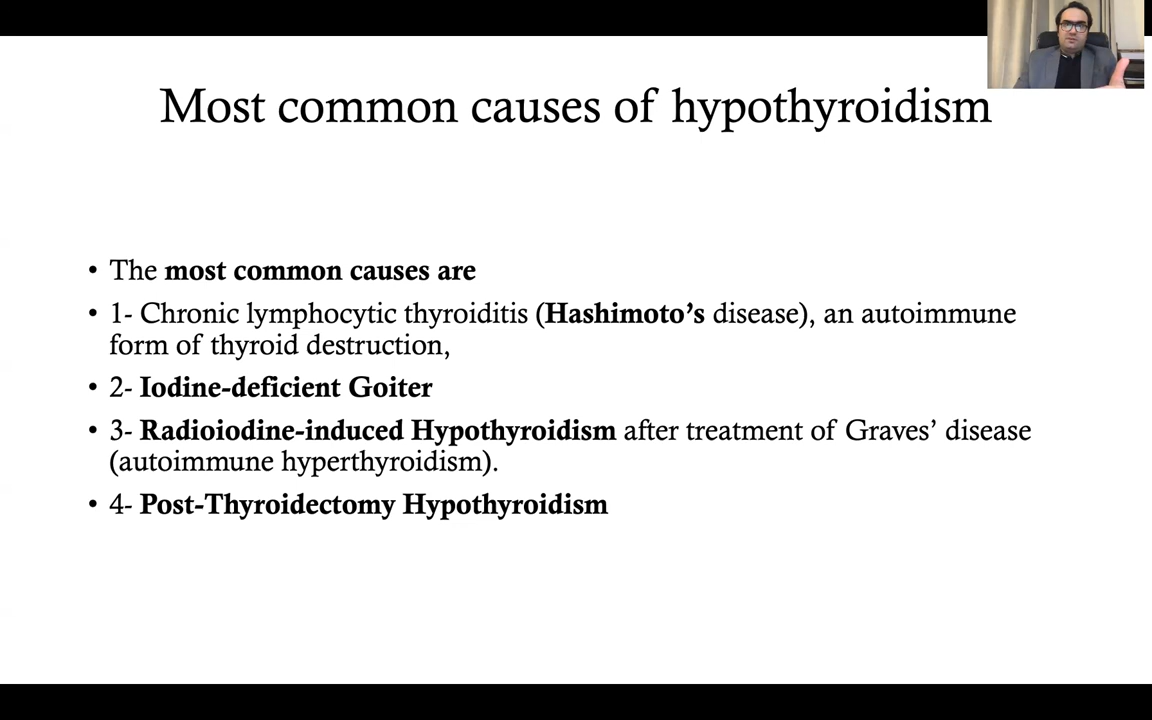 Most common causes of hypothyroidism
• The most common causes are
• 1- Chronic lymphocytic thyroiditis (Hashimoto’s disease), an autoimmune
form of thyroid destruction,
• 2- Iodine-deficient Goiter
• 3- Radioiodine-induced Hypothyroidism after treatment of Graves’ disease
(autoimmune hyperthyroidism).
• 4- Post-Thyroidectomy Hypothyroidism